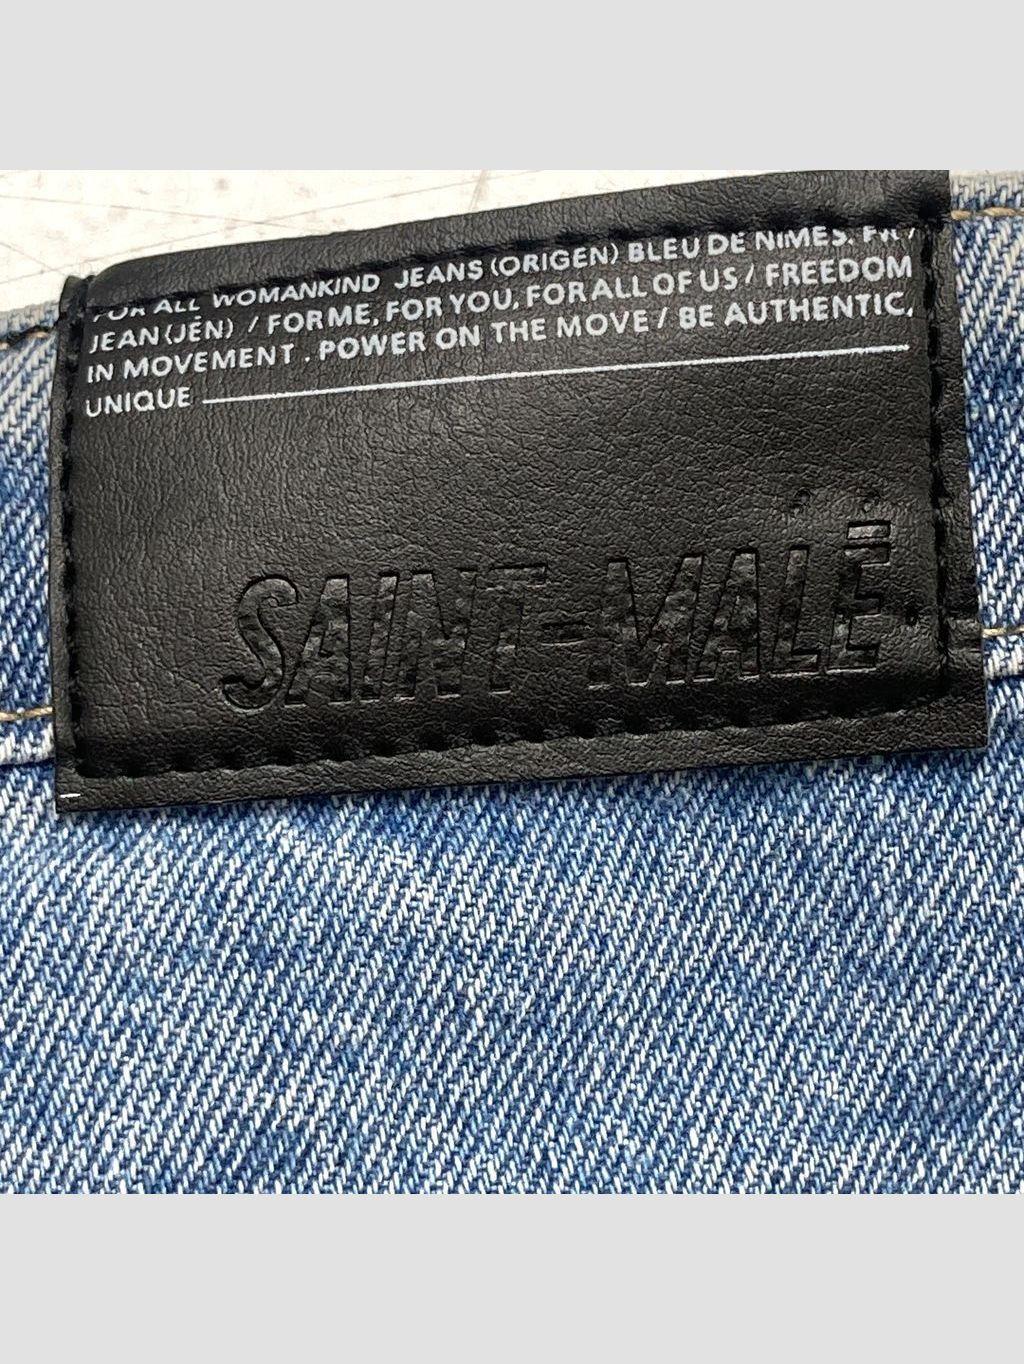 FOR ALL WOMANKIND JEANS (ORIGEN) BLEU DE NIMES. FR /
JEAN (JĒN) / FOR ME, FOR YOU, FOR ALL OF US / FREEDOM
IN MOVEMENT. POWER ON THE MOVE / BE AUTHENTIC,
UNIQUE
SAINT-MALĒ